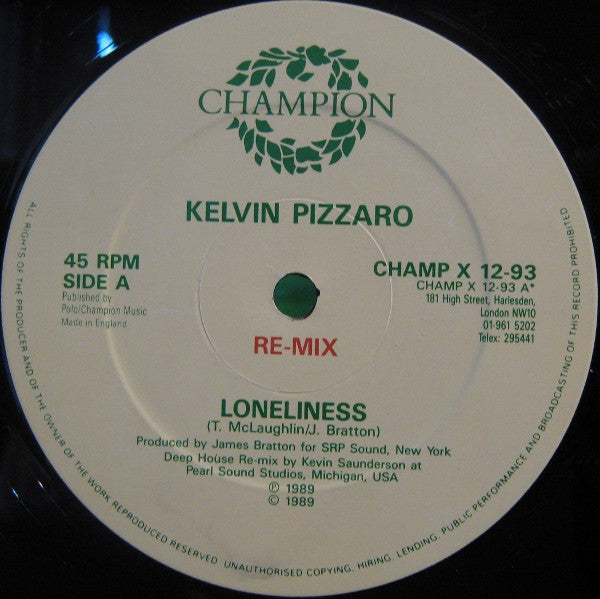 CHAMPION
KELVIN PIZZARO
45 RPM
SIDE A
Published by
Polo/Champion Music
Made in England
CHAMP X 12-93
CHAMP X 12-93 A*
181 High Street, Harlesden,
London NW10
01-961 5202
Telex: 295441
RE-MIX
LONELINESS
(T. McLaughlin/J. Bratton)
Produced by James Bratton for SRP Sound, New York
Deep House Re-mix by Kevin Saunderson at
Pearl Sound Studios, Michigan, USA
℗ 1989
© 1989
ALL RIGHTS OF THE PRODUCER AND OF THE OWNER OF THE WORK REPRODUCED RESERVED. UNAUTHORISED COPYING, HIRING, LENDING, PUBLIC PERFORMANCE AND BROADCASTING OF THIS RECORD PROHIBITED